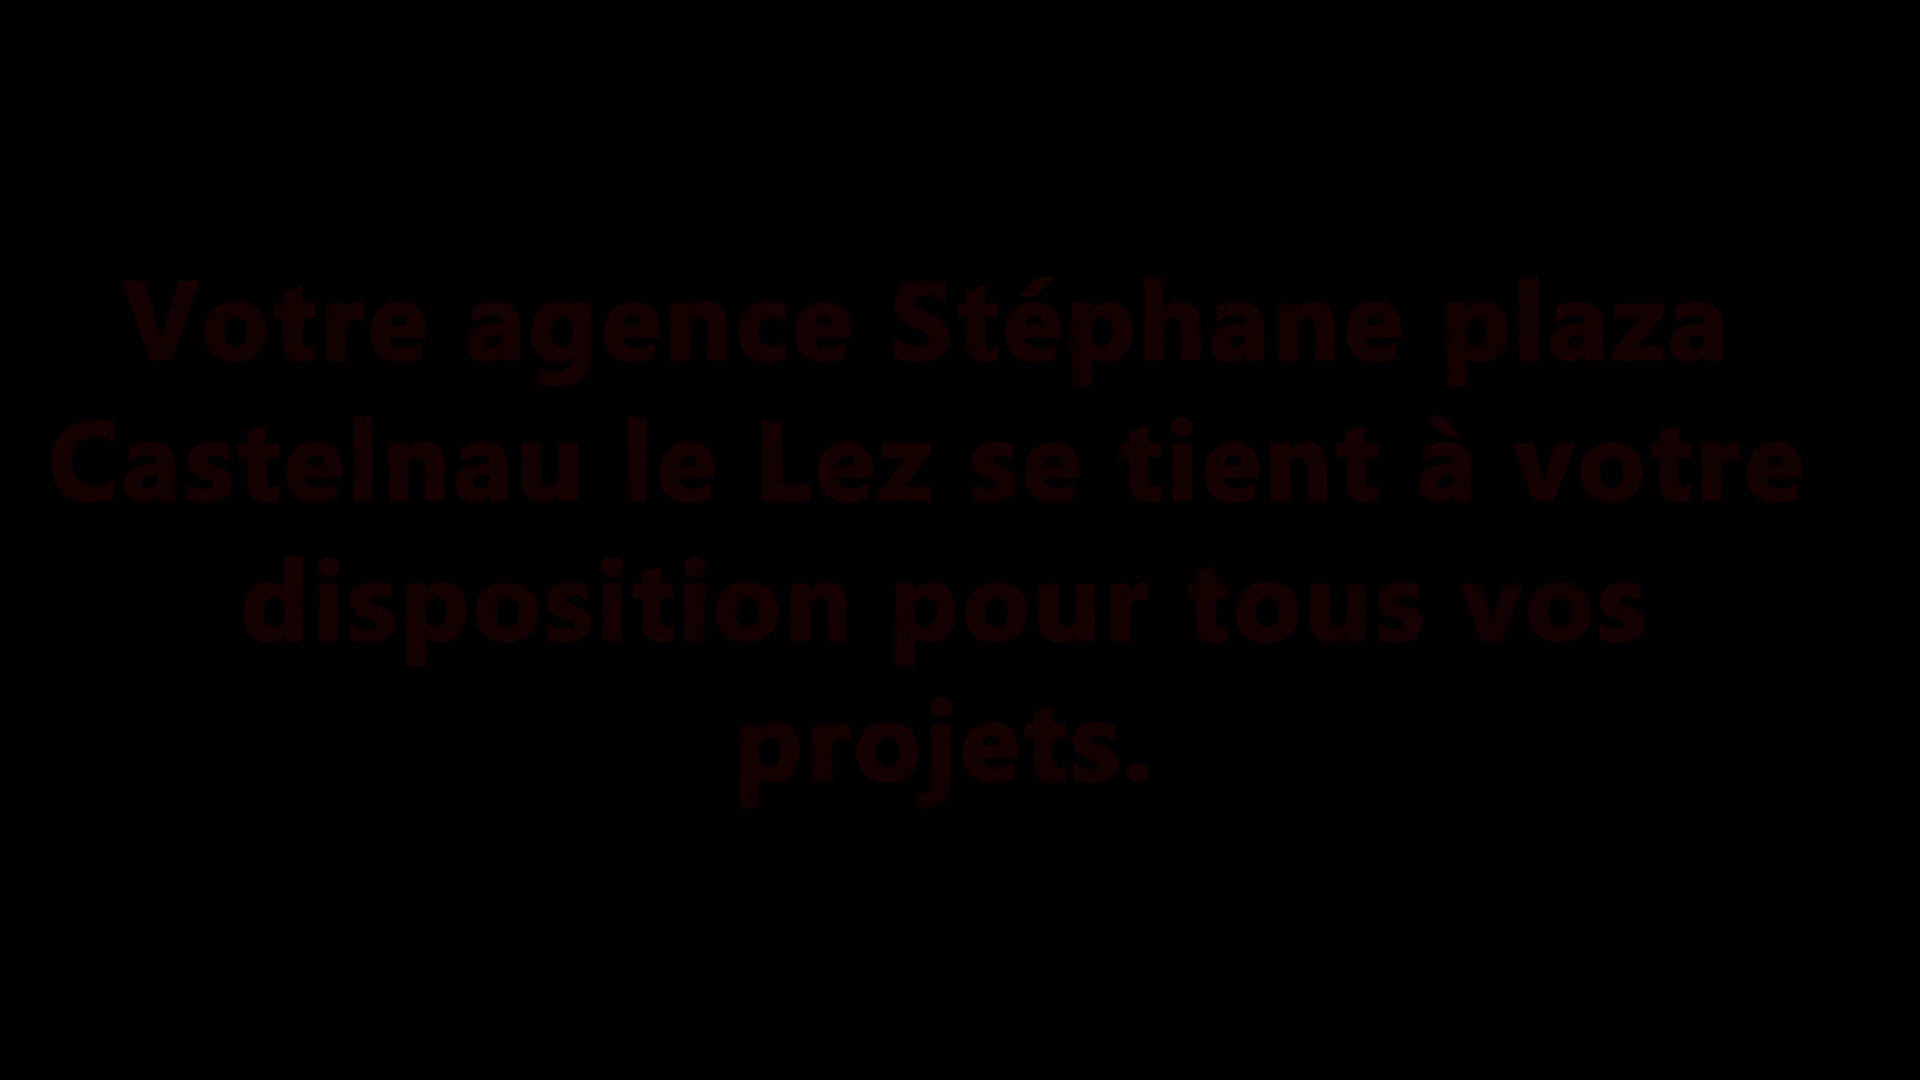 Votre agence Stéphane plaza
Castelnau le Lez se tient à votre
disposition pour tous vos
projets.